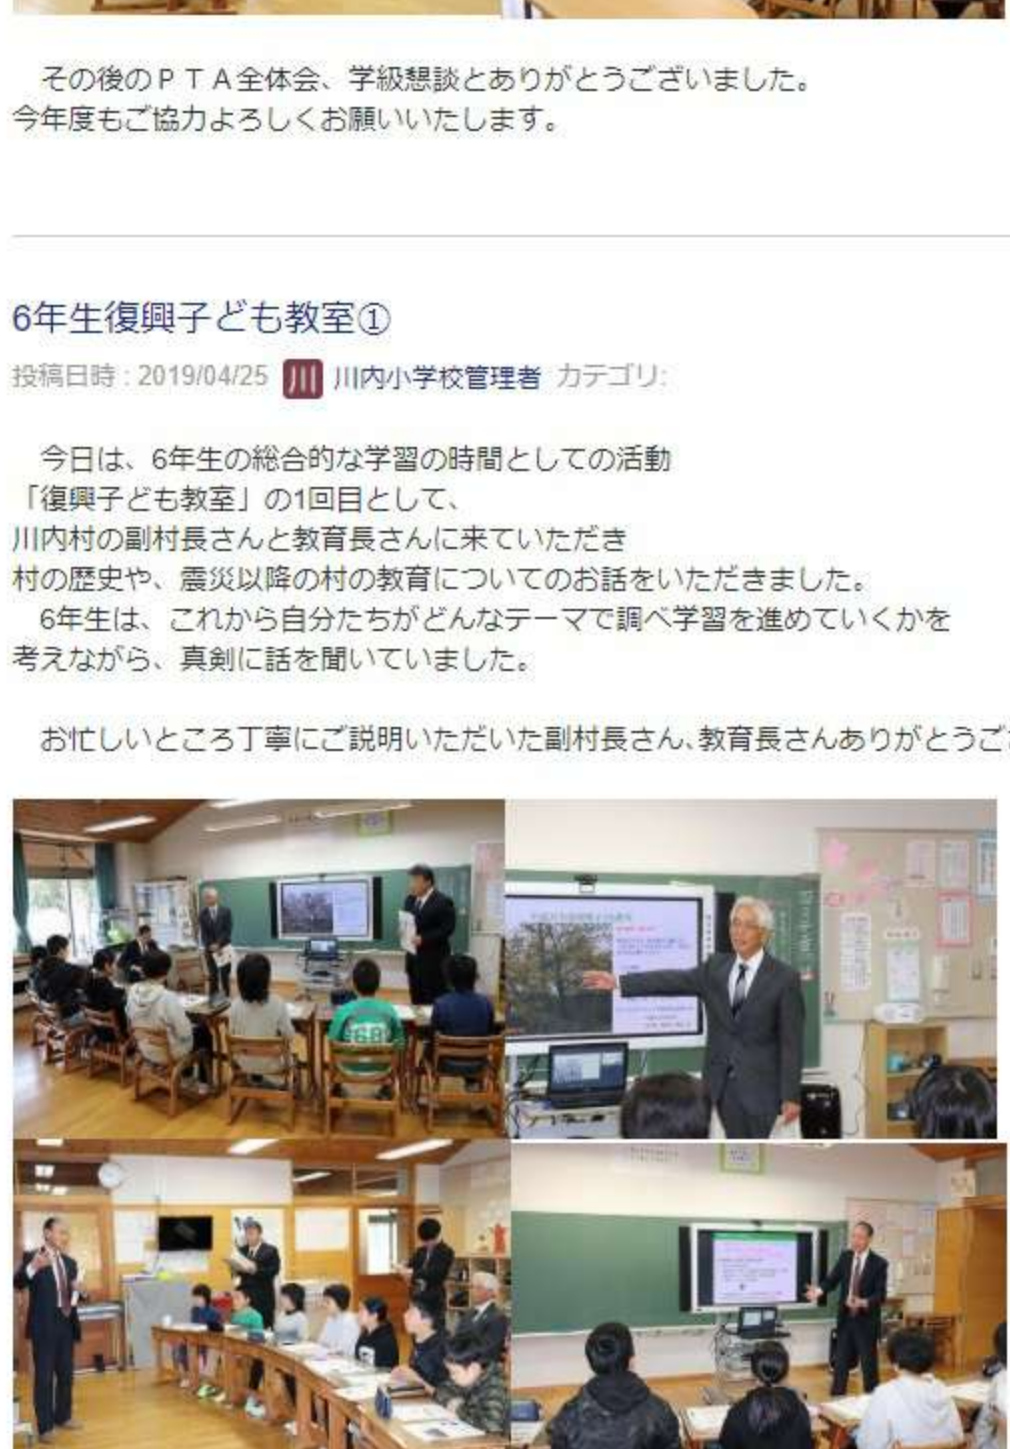 その後のＰＴＡ全体会、学級懇談とありがとうございました。
今年度もご協力よろしくお願いいたします。
6年生復興子ども教室①
投稿日時 : 2019/04/25 川 川内小学校管理者 カテゴリ:
今日は、6年生の総合的な学習の時間としての活動
「復興子ども教室」の1回目として、
川内村の副村長さんと教育長さんに来ていただき
村の歴史や、震災以降の村の教育についてのお話をいただきました。
6年生は、これから自分たちがどんなテーマで調べ学習を進めていくかを
考えながら、真剣に話を聞いていました。
お忙しいところ丁寧にご説明いただいた副村長さん、教育長さんありがとうご
68